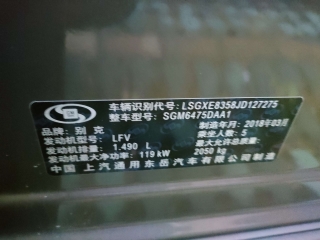 车辆识别代号:LSGXE8358JD127275
整车型号: SGM6475DAA1
品牌: 别克 制造年月: 2018年03月
发动机型号: LFV 乘坐人数: 5
发动机排量: 1.490 L 最大允许总质量:
发动机最大净功率: 119 kW 2050 kg
中国 上汽通用东岳汽车有限公司 制造